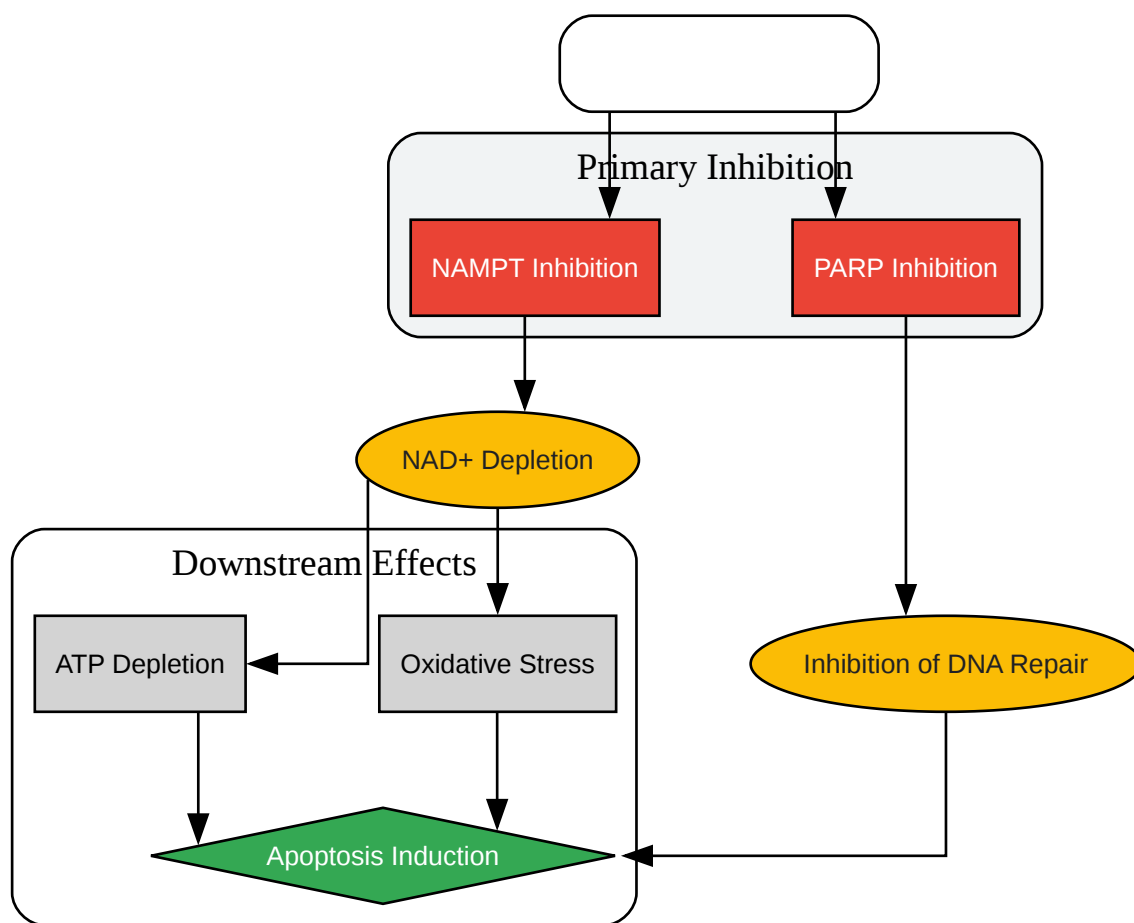 Primary Inhibition
NAMPT Inhibition
PARP Inhibition
NAD+ Depletion
Downstream Effects
ATP Depletion
Oxidative Stress
Inhibition of DNA Repair
Apoptosis Induction